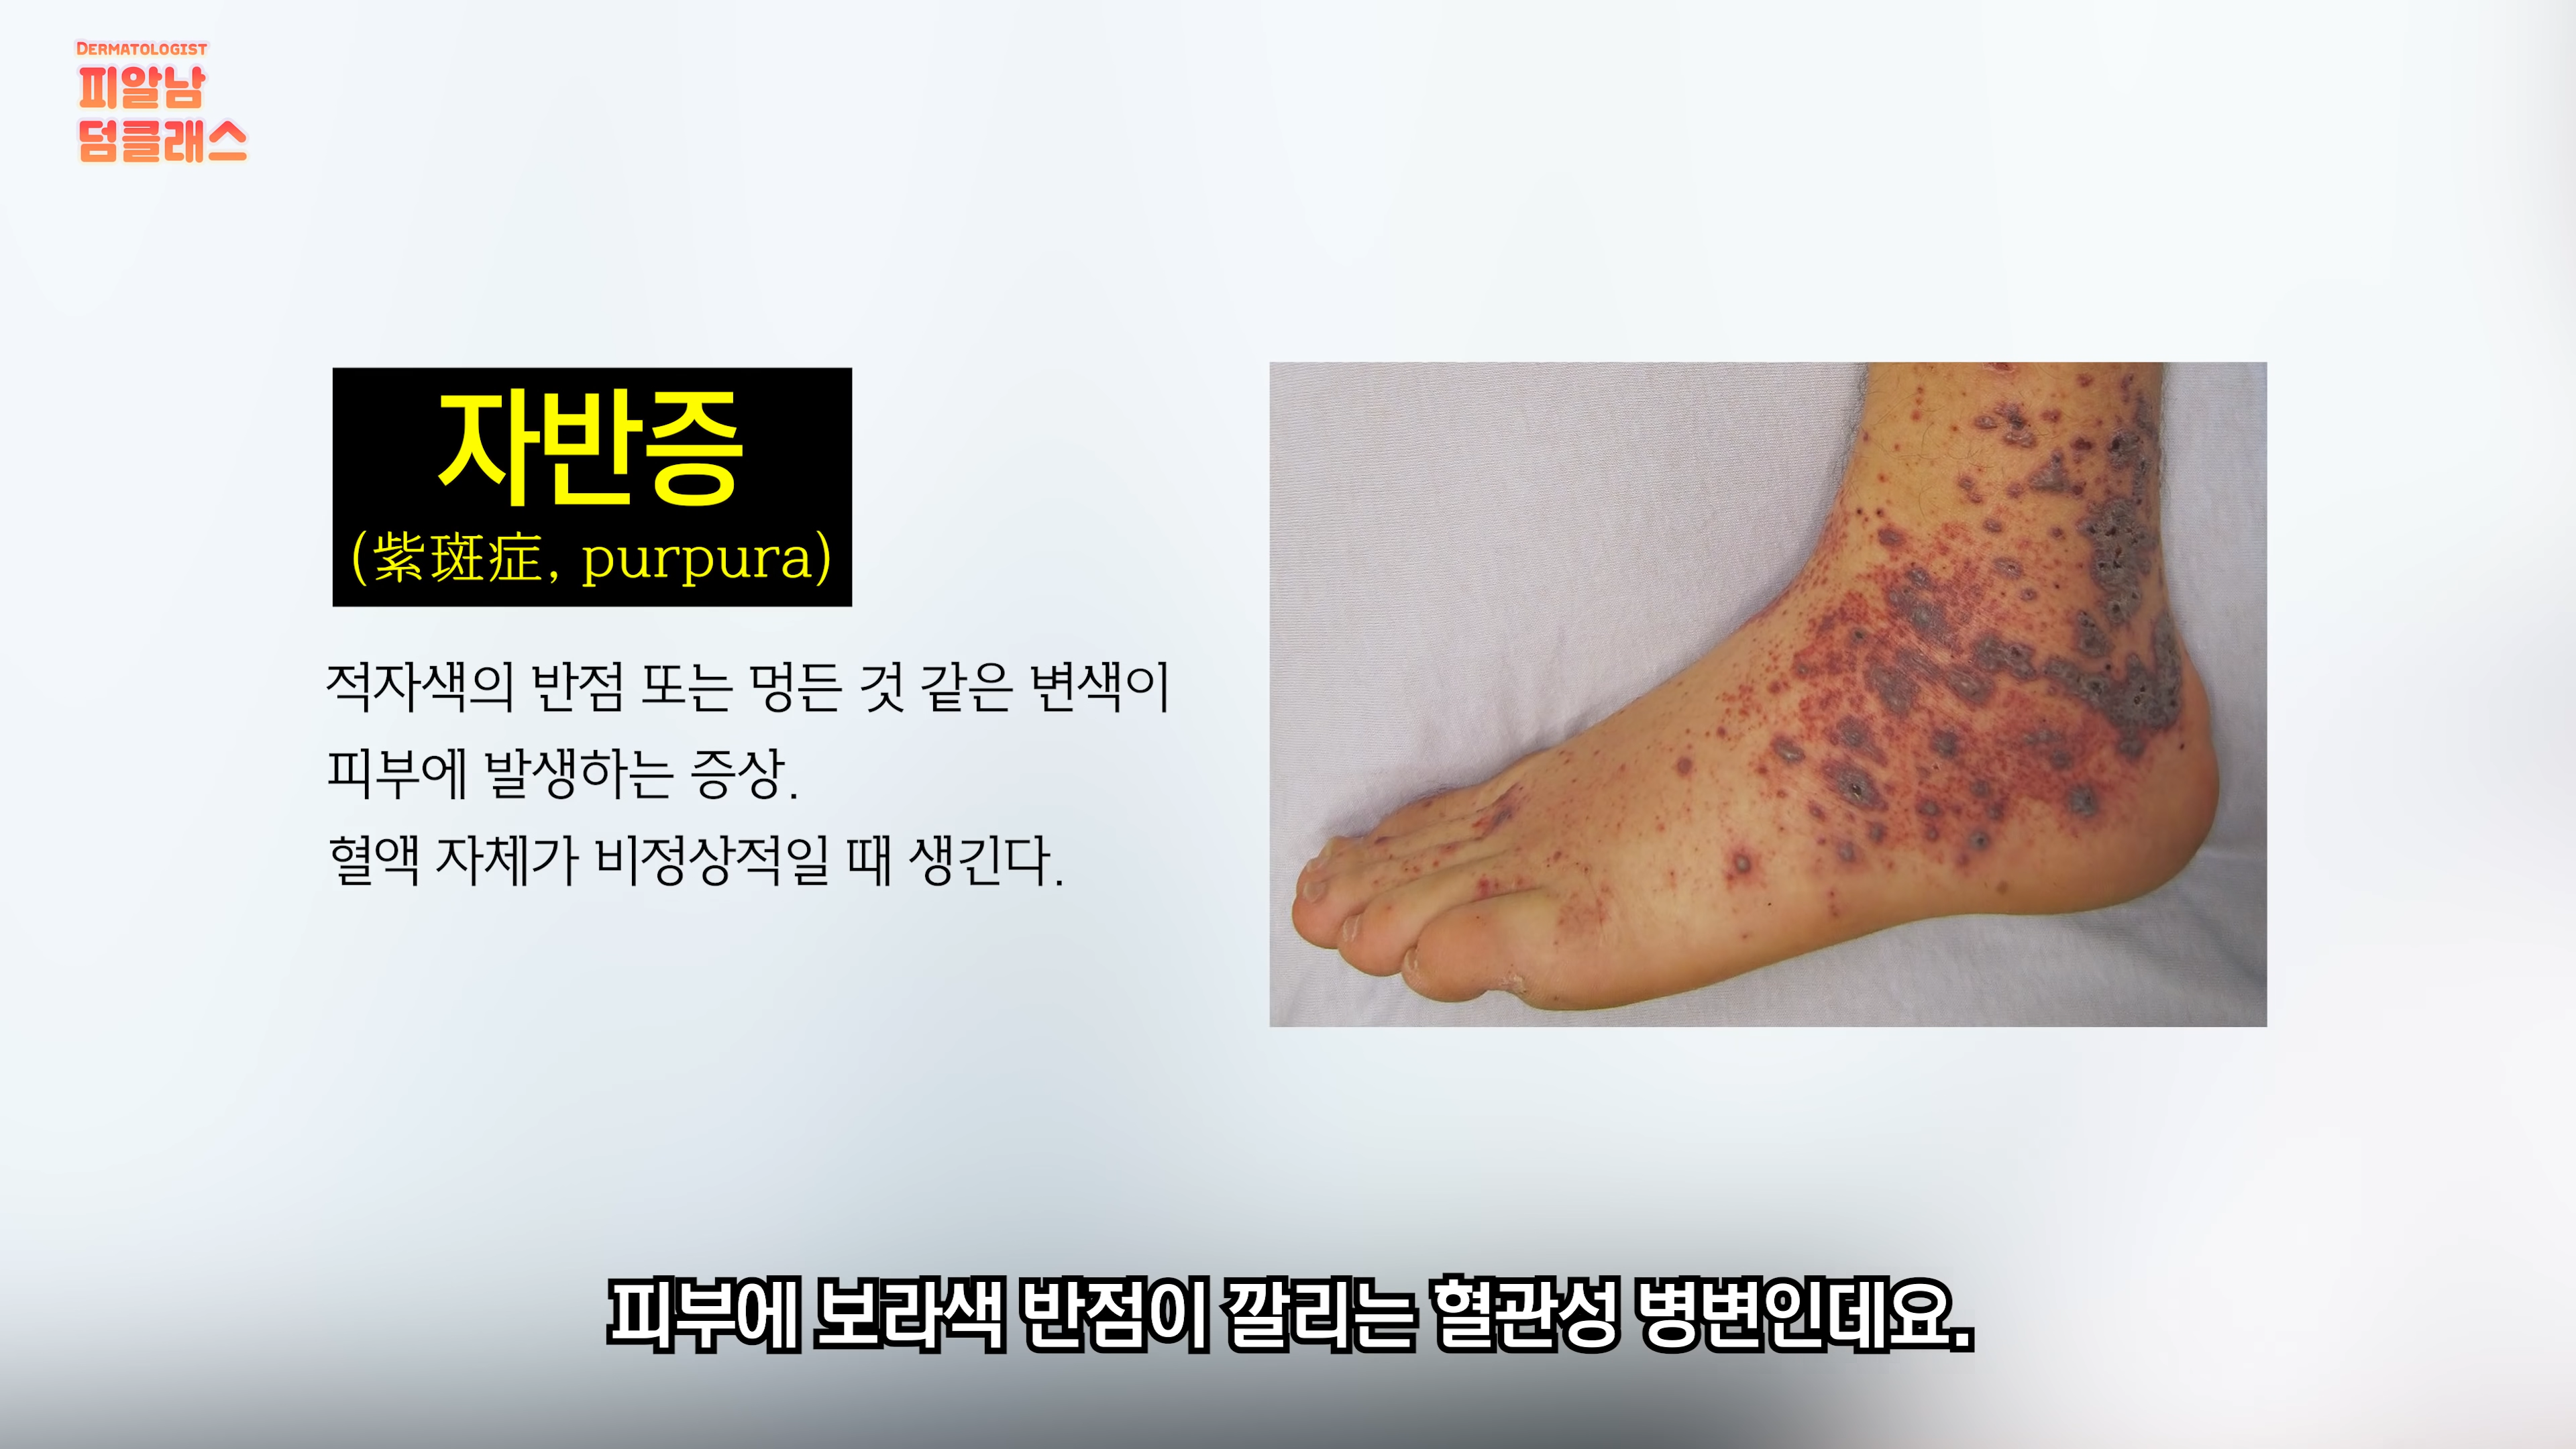 DERMATOLOGIST
피알남
덤클래스
자반증
(紫斑症, purpura)
적자색의 반점 또는 멍든 것 같은 변색이
피부에 발생하는 증상.
혈액 자체가 비정상적일 때 생긴다.
피부에 보라색 반점이 깔리는 혈관성 병변인데요.